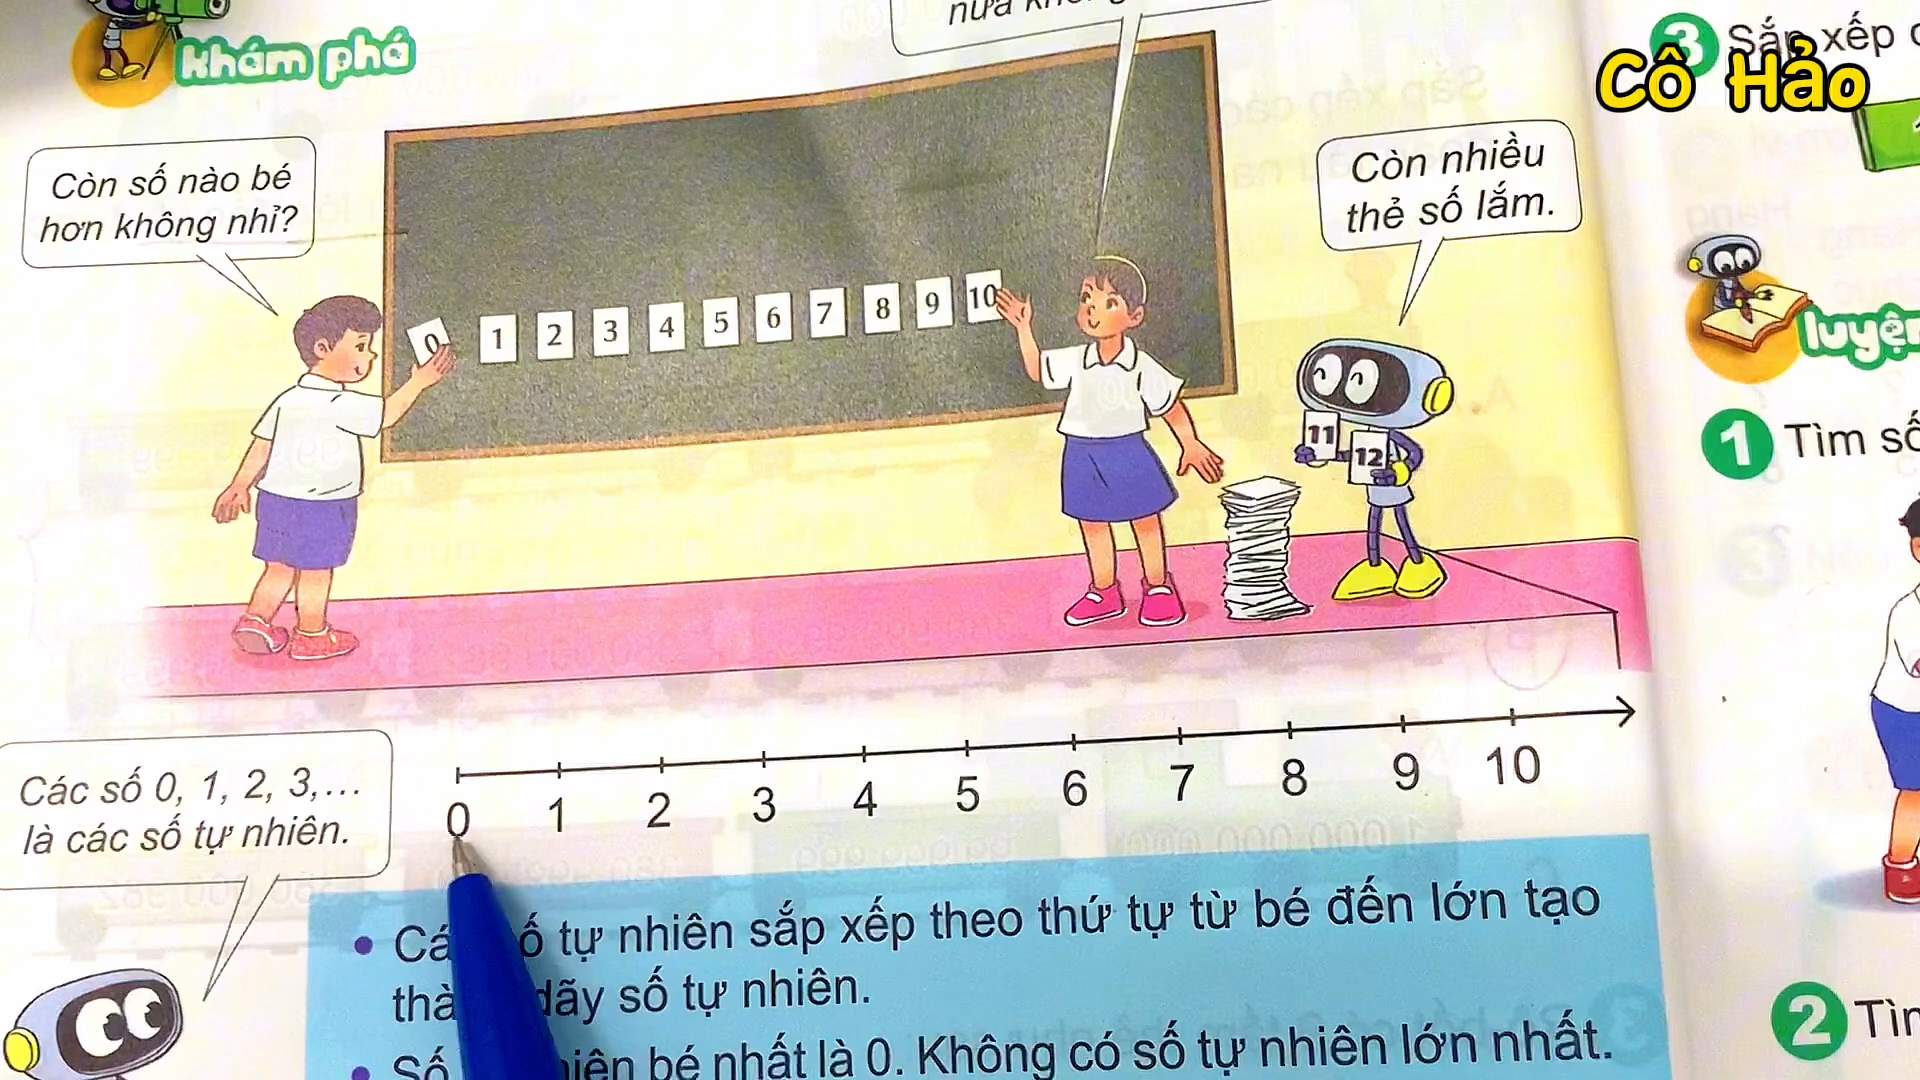 khám phá
nữa
3 Sắp xếp
Cô Hảo
Còn số nào bé
hơn không nhỉ?
Còn nhiều
thẻ số lắm.
0 1 2 3 4 5 6 7 8 9 10
11
12
luyện
1 Tìm số
0 1 2 3 4 5 6 7 8 9 10
Các số 0, 1, 2, 3,...
là các số tự nhiên.
tự nhiên sắp xếp theo thứ tự từ bé đến lớn tạo
dãy số tự nhiên.
Số bé nhất là 0. Không có số tự nhiên lớn nhất.
2